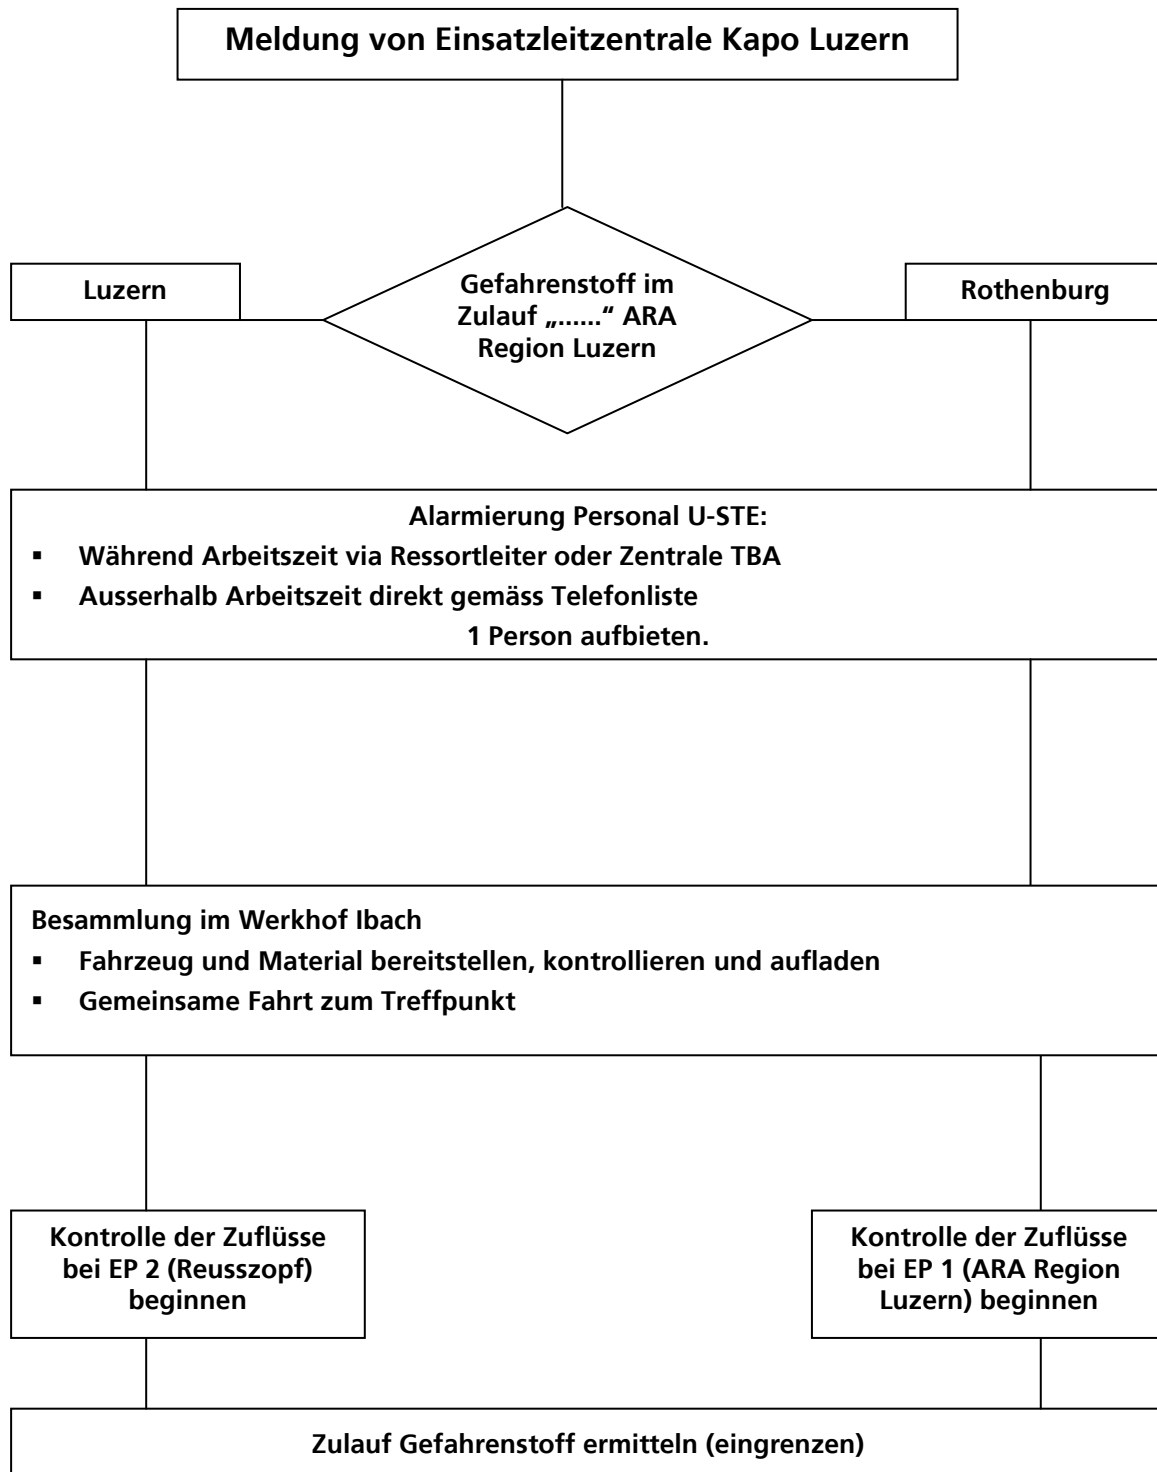 Meldung von Einsatzleitzentrale Kapo Luzern
Luzern
Gefahrenstoff im
Zulauf „......“ ARA
Region Luzern
Rothenburg
Alarmierung Personal U-STE:
▪ Während Arbeitszeit via Ressortleiter oder Zentrale TBA
▪ Ausserhalb Arbeitszeit direkt gemäss Telefonliste
1 Person aufbieten.
Besammlung im Werkhof Ibach
▪ Fahrzeug und Material bereitstellen, kontrollieren und aufladen
▪ Gemeinsame Fahrt zum Treffpunkt
Kontrolle der Zuflüsse
bei EP 2 (Reusszopf)
beginnen
Kontrolle der Zuflüsse
bei EP 1 (ARA Region
Luzern) beginnen
Zulauf Gefahrenstoff ermitteln (eingrenzen)